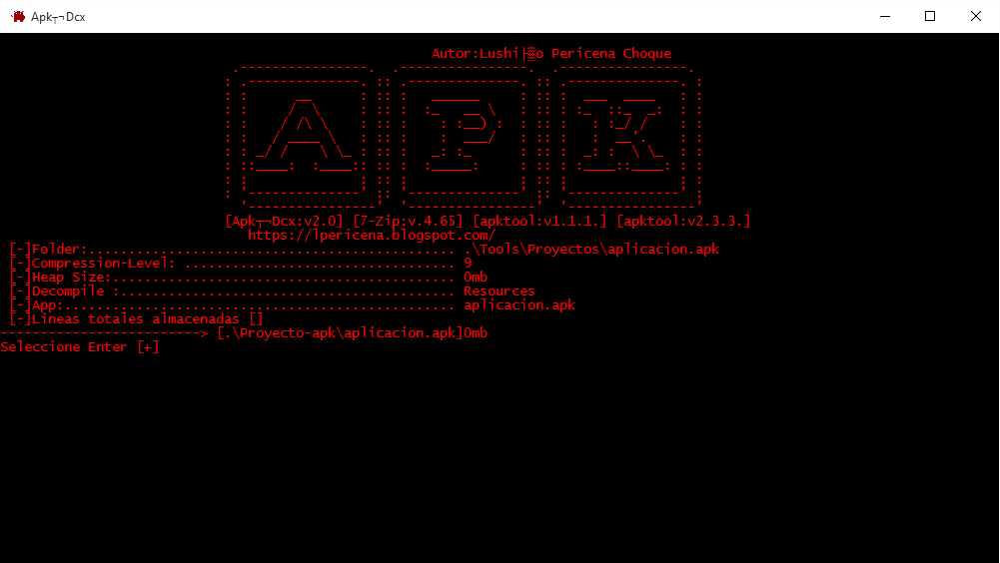 Apk┬¬Dcx
Autor:Lushi├▒o Pericena Choque
APK
[Apk┬¬Dcx:v2.0] [7-Zip:v.4.65] [apktool:v1.1.1.] [apktool:v2.3.3.]
https://lpericena.blogspot.com/
[-]Folder:.............................................. .\Tools\Proyectos\aplicacion.apk
[-]Compression-Level: .................................. 9
[-]Heap Size:........................................... 0mb
[-]Decompile :.......................................... Resources
[-]App:................................................. aplicacion.apk
[-]Lineas totales almacenadas []
-------------------------> [.\Proyecto-apk\aplicacion.apk]0mb
Seleccione Enter [+]